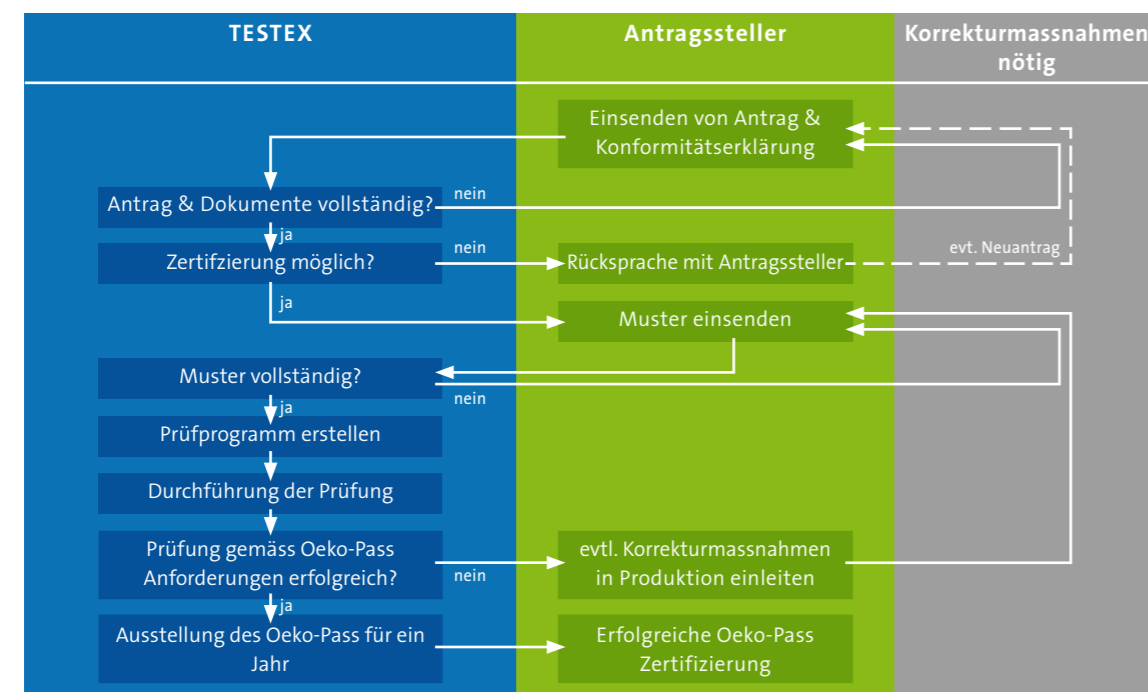 TESTEX
Antragssteller
Korrekturmassnahmen
nötig
Einsenden von Antrag &
Konformitätserklärung
Antrag & Dokumente vollständig?
nein
ja
Zertifzierung möglich?
nein
Rücksprache mit Antragssteller
evt. Neuantrag
ja
Muster einsenden
Muster vollständig?
nein
ja
Prüfprogramm erstellen
Durchführung der Prüfung
Prüfung gemäss Oeko-Pass
Anforderungen erfolgreich?
nein
evtl. Korrekturmassnahmen
in Produktion einleiten
ja
Ausstellung des Oeko-Pass für ein
Jahr
Erfolgreiche Oeko-Pass
Zertifizierung